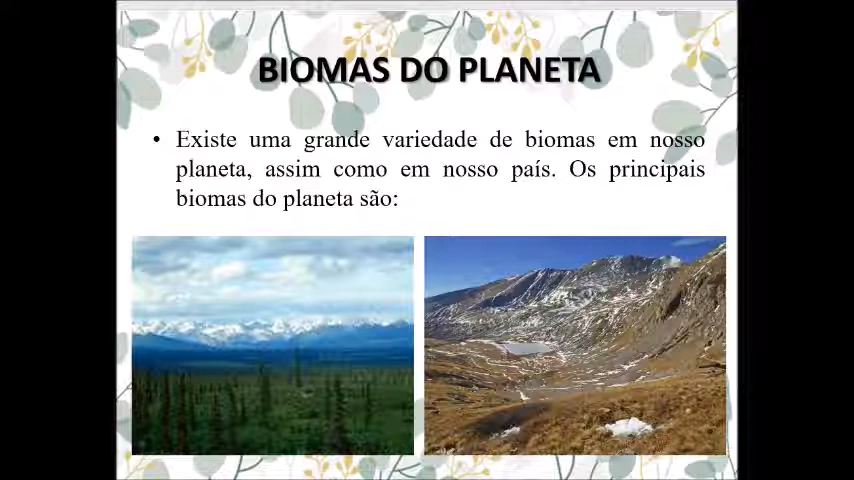 BIOMAS DO PLANETA
• Existe uma grande variedade de biomas em nosso
planeta, assim como em nosso país. Os principais
biomas do planeta são: